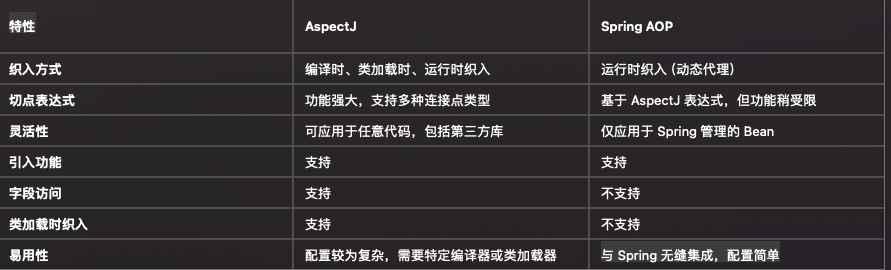 特性 AspectJ Spring AOP
织入方式 编译时、类加载时、运行时织入 运行时织入 (动态代理)
切点表达式 功能强大，支持多种连接点类型 基于 AspectJ 表达式，但功能稍受限
灵活性 可应用于任意代码，包括第三方库 仅应用于 Spring 管理的 Bean
引入功能 支持 支持
字段访问 支持 不支持
类加载时织入 支持 不支持
易用性 配置较为复杂，需要特定编译器或类加载器 与 Spring 无缝集成，配置简单